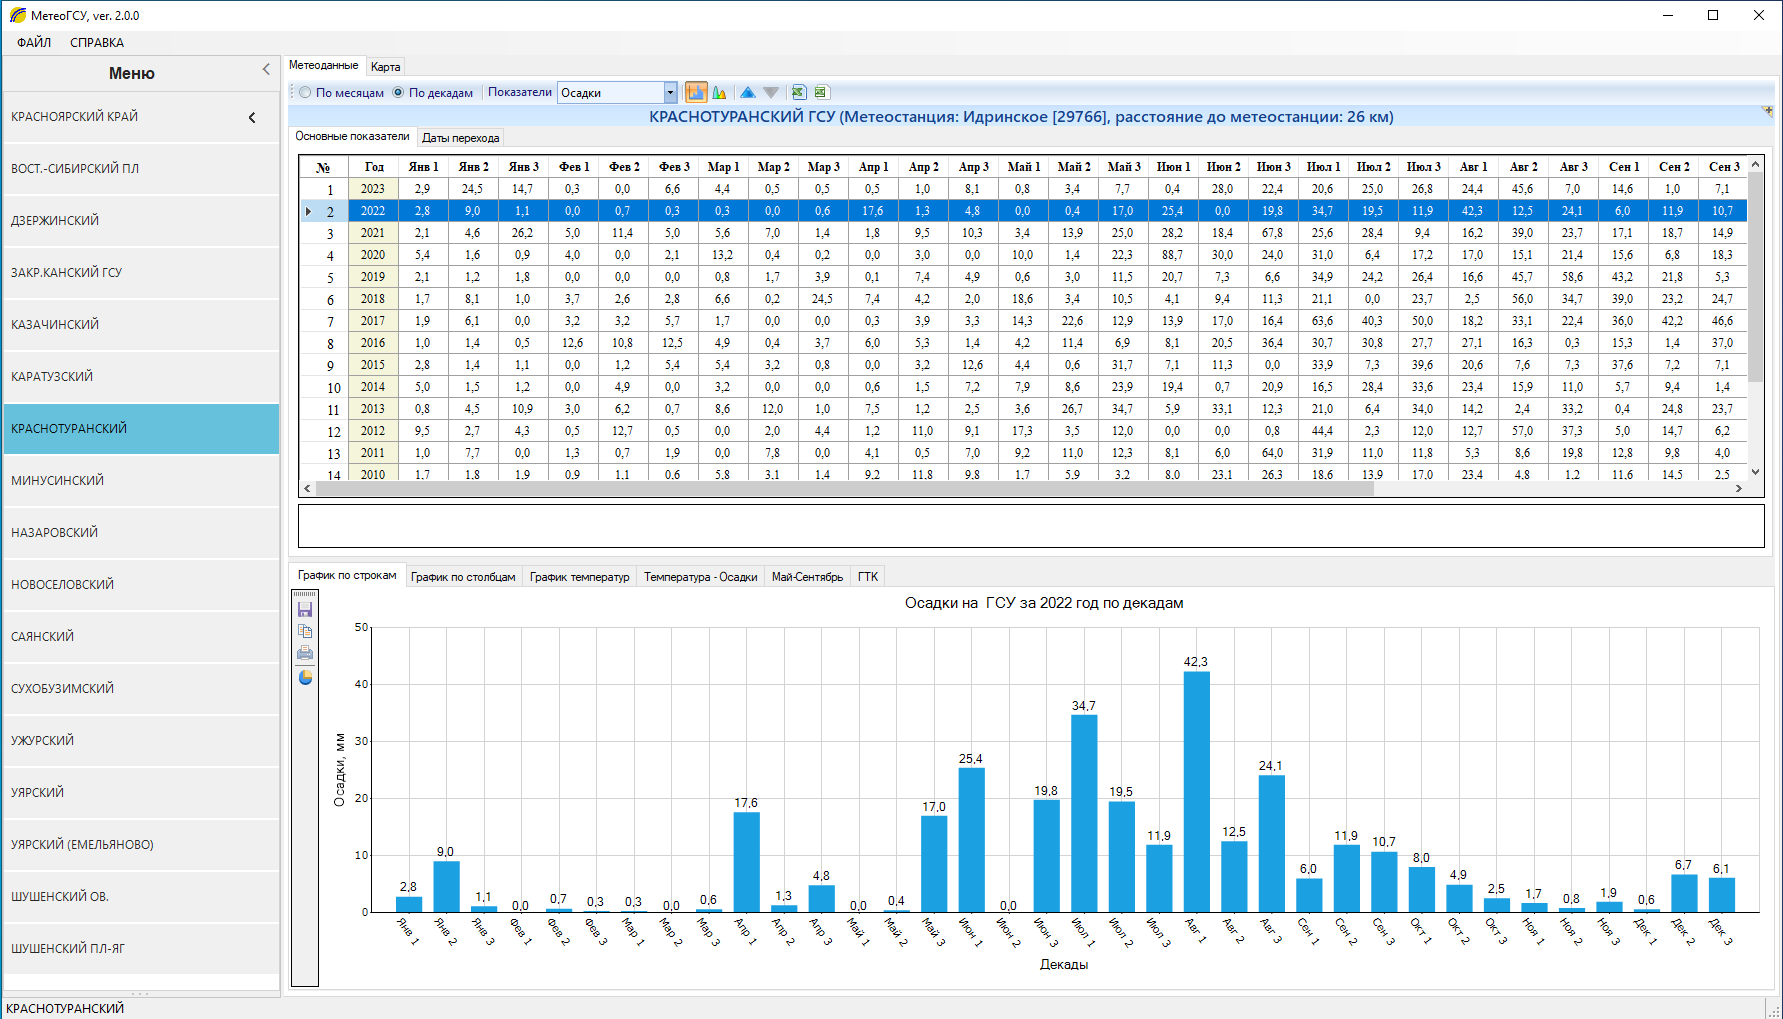 МетеоГСУ, ver. 2.0.0
ФАЙЛ СПРАВКА
Меню
КРАСНОЯРСКИЙ КРАЙ
ВОСТ.-СИБИРСКИЙ ПЛ
ДЗЕРЖИНСКИЙ
ЗАКР.КАНСКИЙ ГСУ
КАЗАЧИНСКИЙ
КАРАТУЗСКИЙ
КРАСНОТУРАНСКИЙ
МИНУСИНСКИЙ
НАЗАРОВСКИЙ
НОВОСЕЛОВСКИЙ
САЯНСКИЙ
СУХОБУЗИМСКИЙ
УЖУРСКИЙ
УЯРСКИЙ
УЯРСКИЙ (ЕМЕЛЬЯНОВО)
ШУШЕНСКИЙ ОВ.
ШУШЕНСКИЙ ПЛ-ЯГ
Метеоданные Карта
По месяцам По декадам Показатели Осадки
КРАСНОТУРАНСКИЙ ГСУ (Метеостанция: Идринское [29766], расстояние до метеостанции: 26 км)
Основные показатели Даты перехода
№ Год Янв 1 Янв 2 Янв 3 Фев 1 Фев 2 Фев 3 Мар 1 Мар 2 Мар 3 Апр 1 Апр 2 Апр 3 Май 1 Май 2 Май 3 Июн 1 Июн 2 Июн 3 Июл 1 Июл 2 Июл 3 Авг 1 Авг 2 Авг 3 Сен 1 Сен 2 Сен 3
1 2023 2,9 24,5 14,7 0,3 0,0 6,6 4,4 0,5 0,5 0,5 1,0 8,1 0,8 3,4 7,7 0,4 28,0 22,4 20,6 25,0 26,8 24,4 45,6 7,0 14,6 1,0 7,1
2 2022 2,8 9,0 1,1 0,0 0,7 0,3 0,3 0,0 0,6 17,6 1,3 4,8 0,0 0,4 17,0 25,4 0,0 19,8 34,7 19,5 11,9 42,3 12,5 24,1 6,0 11,9 10,7
3 2021 2,1 4,6 26,2 5,0 11,4 5,0 5,6 7,0 1,4 1,8 9,5 10,3 3,4 13,9 25,0 28,2 18,4 67,8 25,6 28,4 9,4 16,2 39,0 23,7 17,1 18,7 14,9
4 2020 5,4 1,6 0,9 4,0 0,0 2,1 13,2 0,4 0,2 0,0 3,0 0,0 10,0 1,4 22,3 88,7 30,0 24,0 31,0 6,4 17,2 17,0 15,1 21,4 15,6 6,8 18,3
5 2019 2,1 1,2 1,8 0,0 0,0 0,0 0,8 1,7 3,9 0,1 7,4 4,9 0,6 3,0 11,5 20,7 7,3 6,6 34,9 24,2 26,4 16,6 45,7 58,6 43,2 21,8 5,3
6 2018 1,7 8,1 1,0 3,7 2,6 2,8 6,6 0,2 24,5 7,4 4,2 2,0 18,6 3,4 10,5 4,1 9,4 11,3 21,1 0,0 23,7 2,5 56,0 34,7 39,0 23,2 24,7
7 2017 1,9 6,1 0,0 3,2 3,2 5,7 1,7 0,0 0,0 0,3 3,9 3,3 14,3 22,6 12,9 13,9 17,0 16,4 63,6 40,3 50,0 18,2 33,1 22,4 36,0 42,2 46,6
8 2016 1,0 1,4 0,5 12,6 10,8 12,5 4,9 0,4 3,7 6,0 5,3 1,4 4,2 11,4 6,9 8,1 20,5 36,4 30,7 30,8 27,7 27,1 16,3 0,3 15,3 1,4 37,0
9 2015 2,8 1,4 1,1 0,0 1,2 5,4 5,4 3,2 0,8 0,0 3,2 12,6 4,4 0,6 31,7 7,1 11,3 0,0 33,9 7,3 39,6 20,6 7,6 7,3 37,6 7,2 7,1
10 2014 5,0 1,5 1,2 0,0 4,9 0,0 3,2 0,0 0,0 0,6 1,5 7,2 7,9 8,6 23,9 19,4 0,7 20,9 16,5 28,4 33,6 23,4 15,9 11,0 5,7 9,4 1,4
11 2013 0,8 4,5 10,9 3,0 6,2 0,7 8,6 12,0 1,0 7,5 1,2 2,5 3,6 26,7 34,7 5,9 33,1 12,3 21,0 6,4 34,0 14,2 2,4 33,2 0,4 24,8 23,7
12 2012 9,5 2,7 4,3 0,5 12,7 0,5 0,0 2,0 4,4 1,2 11,0 9,1 17,3 3,5 12,0 0,0 0,0 0,8 44,4 2,3 12,0 12,7 57,0 37,3 5,0 14,7 6,2
13 2011 1,0 7,7 0,0 1,3 0,7 1,9 0,0 7,8 0,0 4,1 0,5 7,0 9,2 11,0 12,3 8,1 6,0 64,0 31,9 11,0 11,8 5,3 8,6 19,8 12,8 9,8 4,0
14 2010 1,7 1,8 1,9 0,9 1,1 0,6 5,8 3,1 1,4 9,2 11,8 9,8 1,7 5,9 3,2 8,0 23,1 26,3 18,6 13,9 17,0 23,4 4,8 1,2 11,6 14,5 2,5
График по строкам График по столбцам График температур Температура - Осадки Май-Сентябрь ГТК
Осадки на ГСУ за 2022 год по декадам
Осадки, мм
50
40
30
20
10
0
2,8 9,0 1,1 0,0 0,7 0,3 0,3 0,0 0,6 17,6 1,3 4,8 0,0 0,4 17,0 25,4 0,0 19,8 34,7 19,5 11,9 42,3 12,5 24,1 6,0 11,9 10,7 8,0 4,9 2,5 1,7 0,8 1,9 0,6 6,7 6,1
Янв 1 Янв 2 Янв 3 Фев 1 Фев 2 Фев 3 Мар 1 Мар 2 Мар 3 Апр 1 Апр 2 Апр 3 Май 1 Май 2 Май 3 Июн 1 Июн 2 Июн 3 Июл 1 Июл 2 Июл 3 Авг 1 Авг 2 Авг 3 Сен 1 Сен 2 Сен 3 Окт 1 Окт 2 Окт 3 Ноя 1 Ноя 2 Ноя 3 Дек 1 Дек 2 Дек 3
Декады
КРАСНОТУРАНСКИЙ